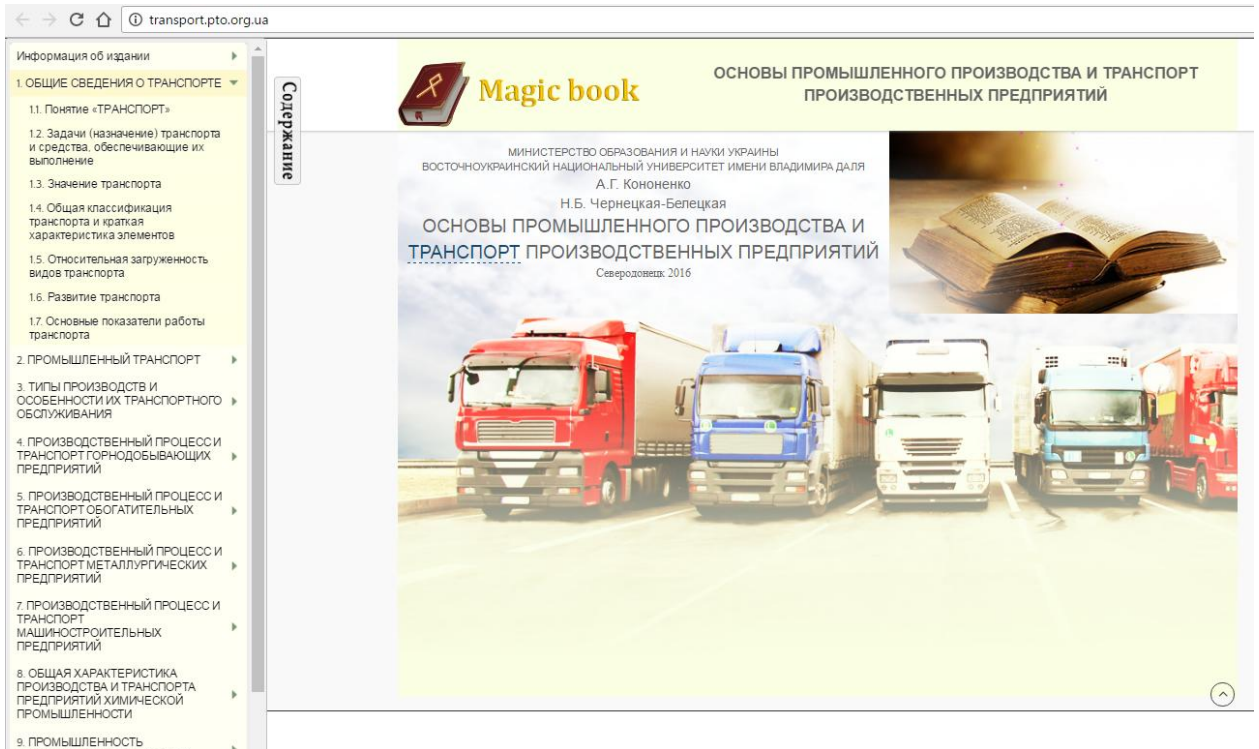 transport.pto.org.ua
Информация об издании
1. ОБЩИЕ СВЕДЕНИЯ О ТРАНСПОРТЕ
1.1. Понятие «ТРАНСПОРТ»
1.2. Задачи (назначение) транспорта
и средства, обеспечивающие их
выполнение
1.3. Значение транспорта
1.4. Общая классификация
транспорта и краткая
характеристика элементов
1.5. Относительная загруженность
видов транспорта
1.6. Развитие транспорта
1.7. Основные показатели работы
транспорта
2. ПРОМЫШЛЕННЫЙ ТРАНСПОРТ
3. ТИПЫ ПРОИЗВОДСТВ И
ОСОБЕННОСТИ ИХ ТРАНСПОРТНОГО
ОБСЛУЖИВАНИЯ
4. ПРОИЗВОДСТВЕННЫЙ ПРОЦЕСС И
ТРАНСПОРТ ГОРНОДОБЫВАЮЩИХ
ПРЕДПРИЯТИЙ
5. ПРОИЗВОДСТВЕННЫЙ ПРОЦЕСС И
ТРАНСПОРТ ОБОГАТИТЕЛЬНЫХ
ПРЕДПРИЯТИЙ
6. ПРОИЗВОДСТВЕННЫЙ ПРОЦЕСС И
ТРАНСПОРТ МЕТАЛЛУРГИЧЕСКИХ
ПРЕДПРИЯТИЙ
7. ПРОИЗВОДСТВЕННЫЙ ПРОЦЕСС И
ТРАНСПОРТ
МАШИНОСТРОИТЕЛЬНЫХ
ПРЕДПРИЯТИЙ
8. ОБЩАЯ ХАРАКТЕРИСТИКА
ПРОИЗВОДСТВА И ТРАНСПОРТА
ПРЕДПРИЯТИЙ ХИМИЧЕСКОЙ
ПРОМЫШЛЕННОСТИ
9. ПРОМЫШЛЕННОСТЬ
Содержание
Magic book
ОСНОВЫ ПРОМЫШЛЕННОГО ПРОИЗВОДСТВА И ТРАНСПОРТ
ПРОИЗВОДСТВЕННЫХ ПРЕДПРИЯТИЙ
МИНИСТЕРСТВО ОБРАЗОВАНИЯ И НАУКИ УКРАИНЫ
ВОСТОЧНОУКРАИНСКИЙ НАЦИОНАЛЬНЫЙ УНИВЕРСИТЕТ ИМЕНИ ВЛАДИМИРА ДАЛЯ
А.Г. Кононенко
Н.Б. Чернецкая-Белецкая
ОСНОВЫ ПРОМЫШЛЕННОГО ПРОИЗВОДСТВА И
ТРАНСПОРТ ПРОИЗВОДСТВЕННЫХ ПРЕДПРИЯТИЙ
Северодонецк 2016